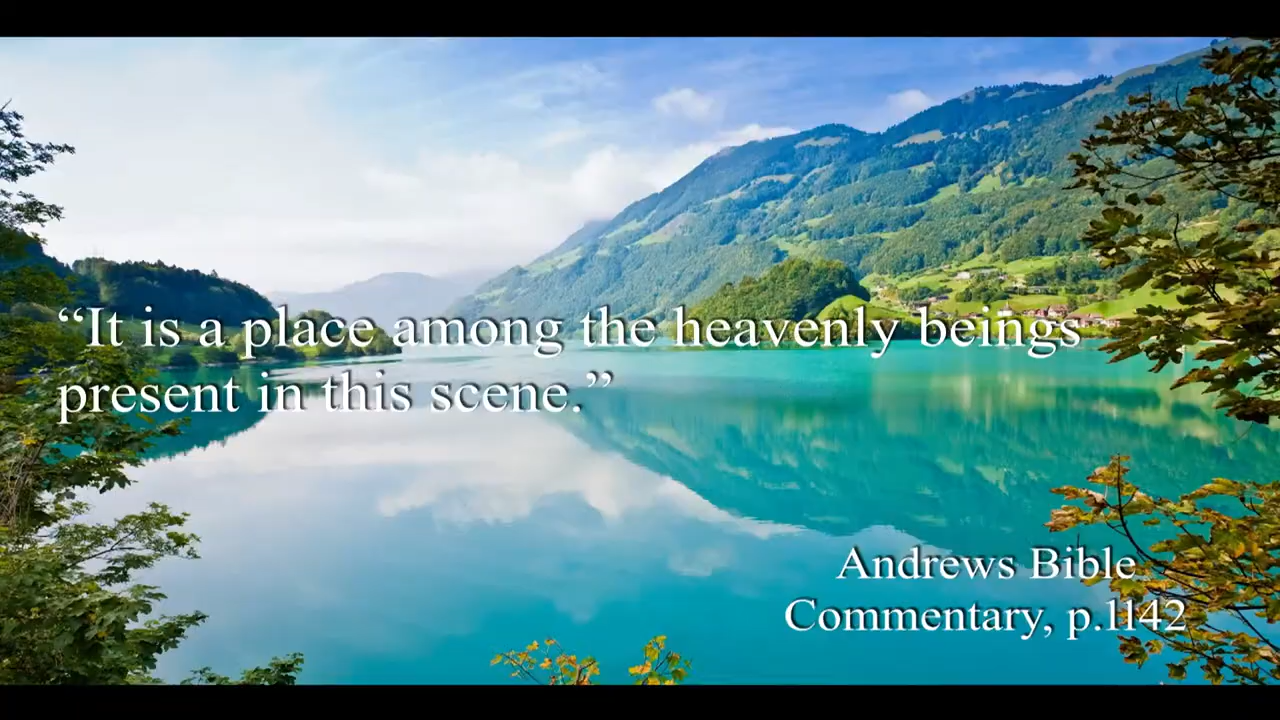 “It is a place among the heavenly beings
present in this scene.”
Andrews Bible
Commentary, p.1142